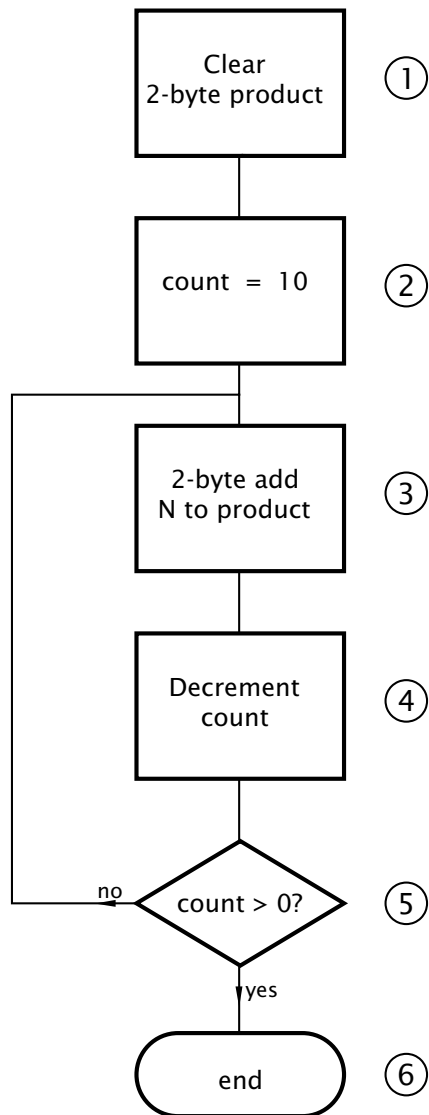 Clear
2-byte product
1
count = 10
2
2-byte add
N to product
3
Decrement
count
4
no
count > 0?
5
yes
end
6